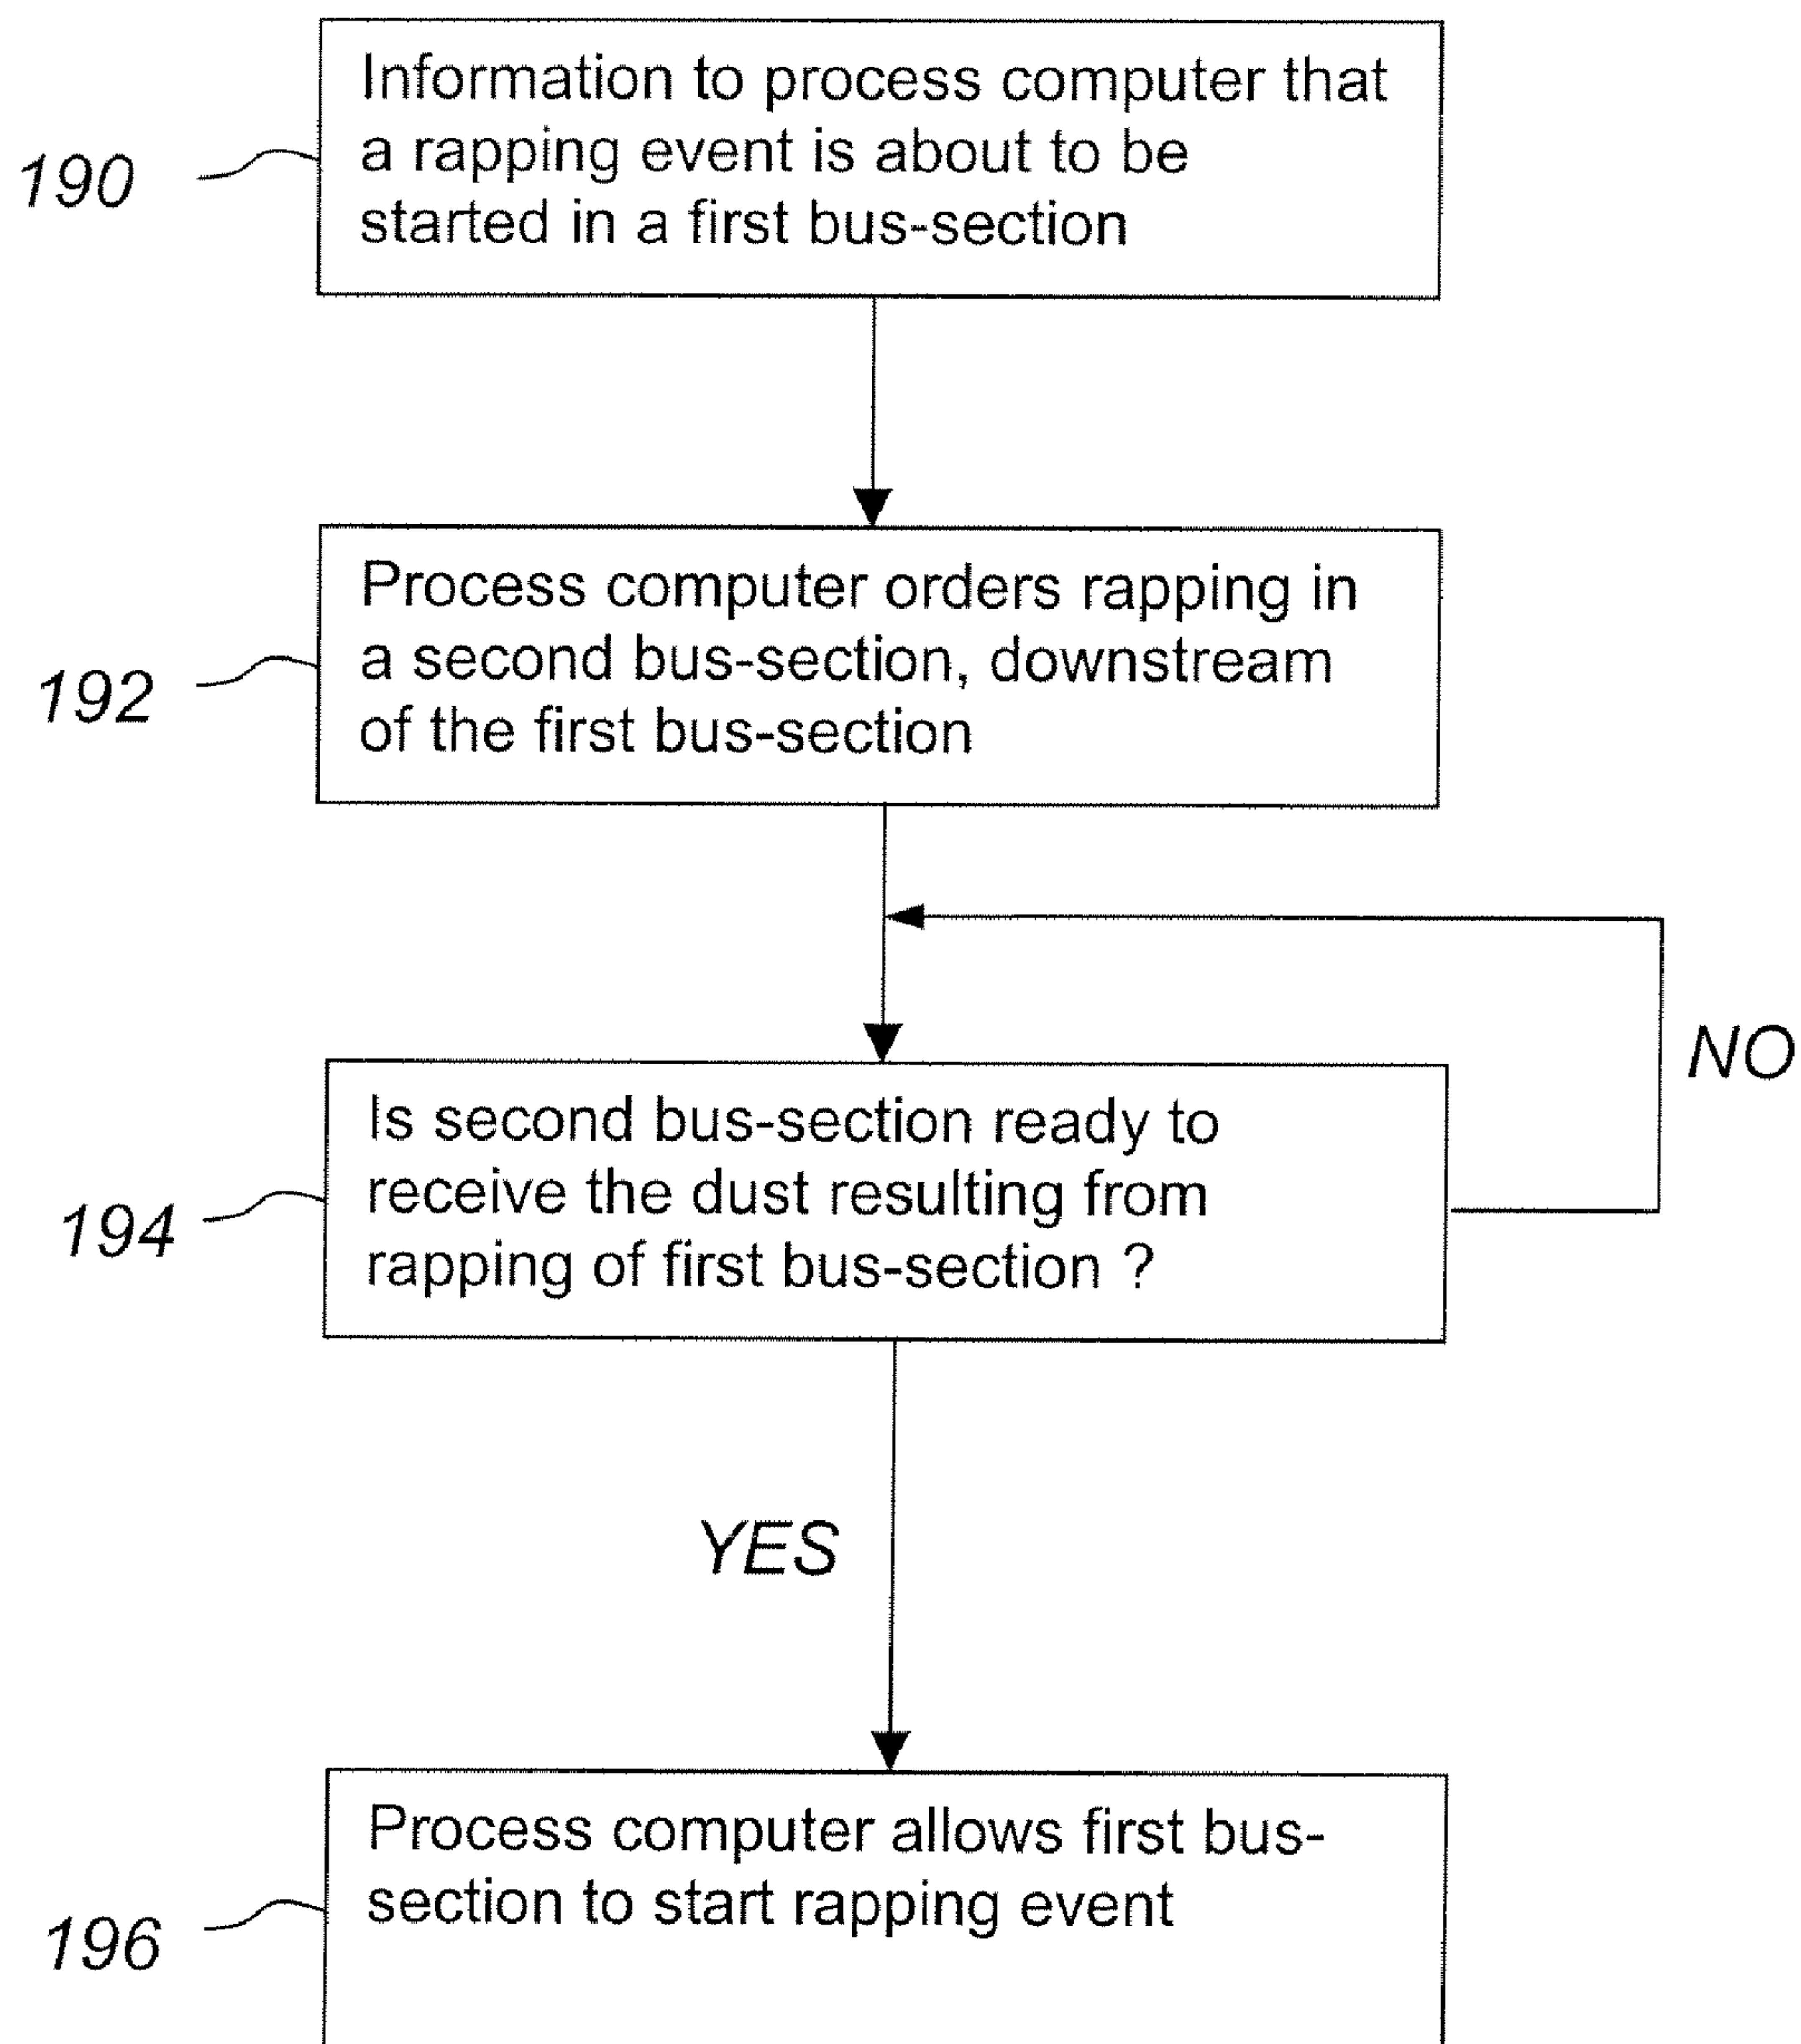 Information to process computer that
a rapping event is about to be
started in a first bus-section
190
Process computer orders rapping in
a second bus-section, downstream
of the first bus-section
192
NO
Is second bus-section ready to
receive the dust resulting from
rapping of first bus-section ?
194
YES
Process computer allows first bus-
section to start rapping event
196